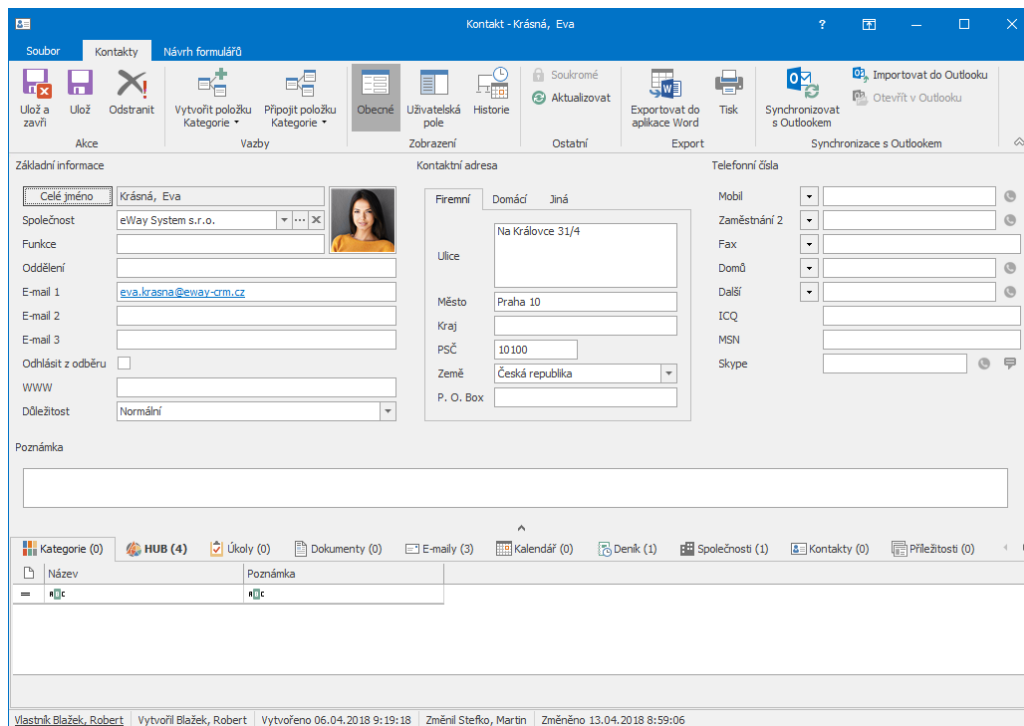 Kontakt - Krásná, Eva
?
Soubor
Kontakty
Návrh formulářů
Ulož a zavři
Ulož
Odstranit
Akce
Vytvořit položku Kategorie
Připojit položku Kategorie
Vazby
Obecné
Uživatelská pole
Historie
Zobrazení
Soukromé
Aktualizovat
Ostatní
Exportovat do aplikace Word
Tisk
Export
Synchronizovat s Outlookem
Importovat do Outlooku
Otevřít v Outlooku
Synchronizace s Outlookem
Základní informace
Celé jméno
Krásná, Eva
Společnost
eWay System s.r.o.
Funkce
Oddělení
E-mail 1
eva.krasna@eway-crm.cz
E-mail 2
E-mail 3
Odhlásit z odběru
WWW
Důležitost
Normální
Kontaktní adresa
Firemní
Domácí
Jiná
Ulice
Na Královce 31/4
Město
Praha 10
Kraj
PSČ
10100
Země
Česká republika
P. O. Box
Telefonní čísla
Mobil
Zaměstnání 2
Fax
Domů
Další
ICQ
MSN
Skype
Poznámka
Kategorie (0)
HUB (4)
Úkoly (0)
Dokumenty (0)
E-maily (3)
Kalendář (0)
Deník (1)
Společnosti (1)
Kontakty (0)
Příležitosti (0)
Název
Poznámka
Vlastník Blažek, Robert
Vytvořil Blažek, Robert
Vytvořeno 06.04.2018 9:19:18
Změnil Stefko, Martin
Změněno 13.04.2018 8:59:06